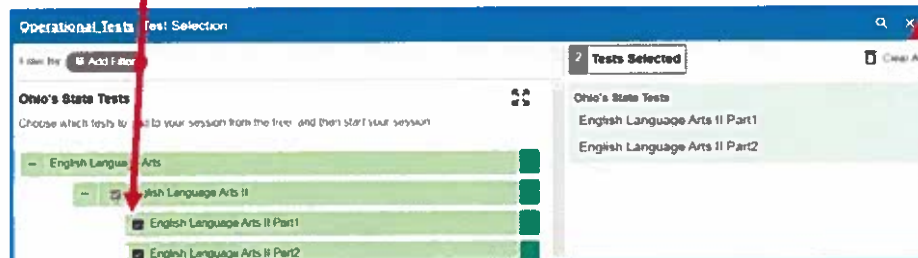 Operational Tests Test Selection
Filter By Add Filter
2 Tests Selected
Clear A
Ohio's State Tests
Choose which tests to to your session from the tree and then start your session
English Language Arts
English Language Arts II
English Language Arts II Part1
English Language Arts II Part2
Ohio's State Tests
English Language Arts II Part1
English Language Arts II Part2